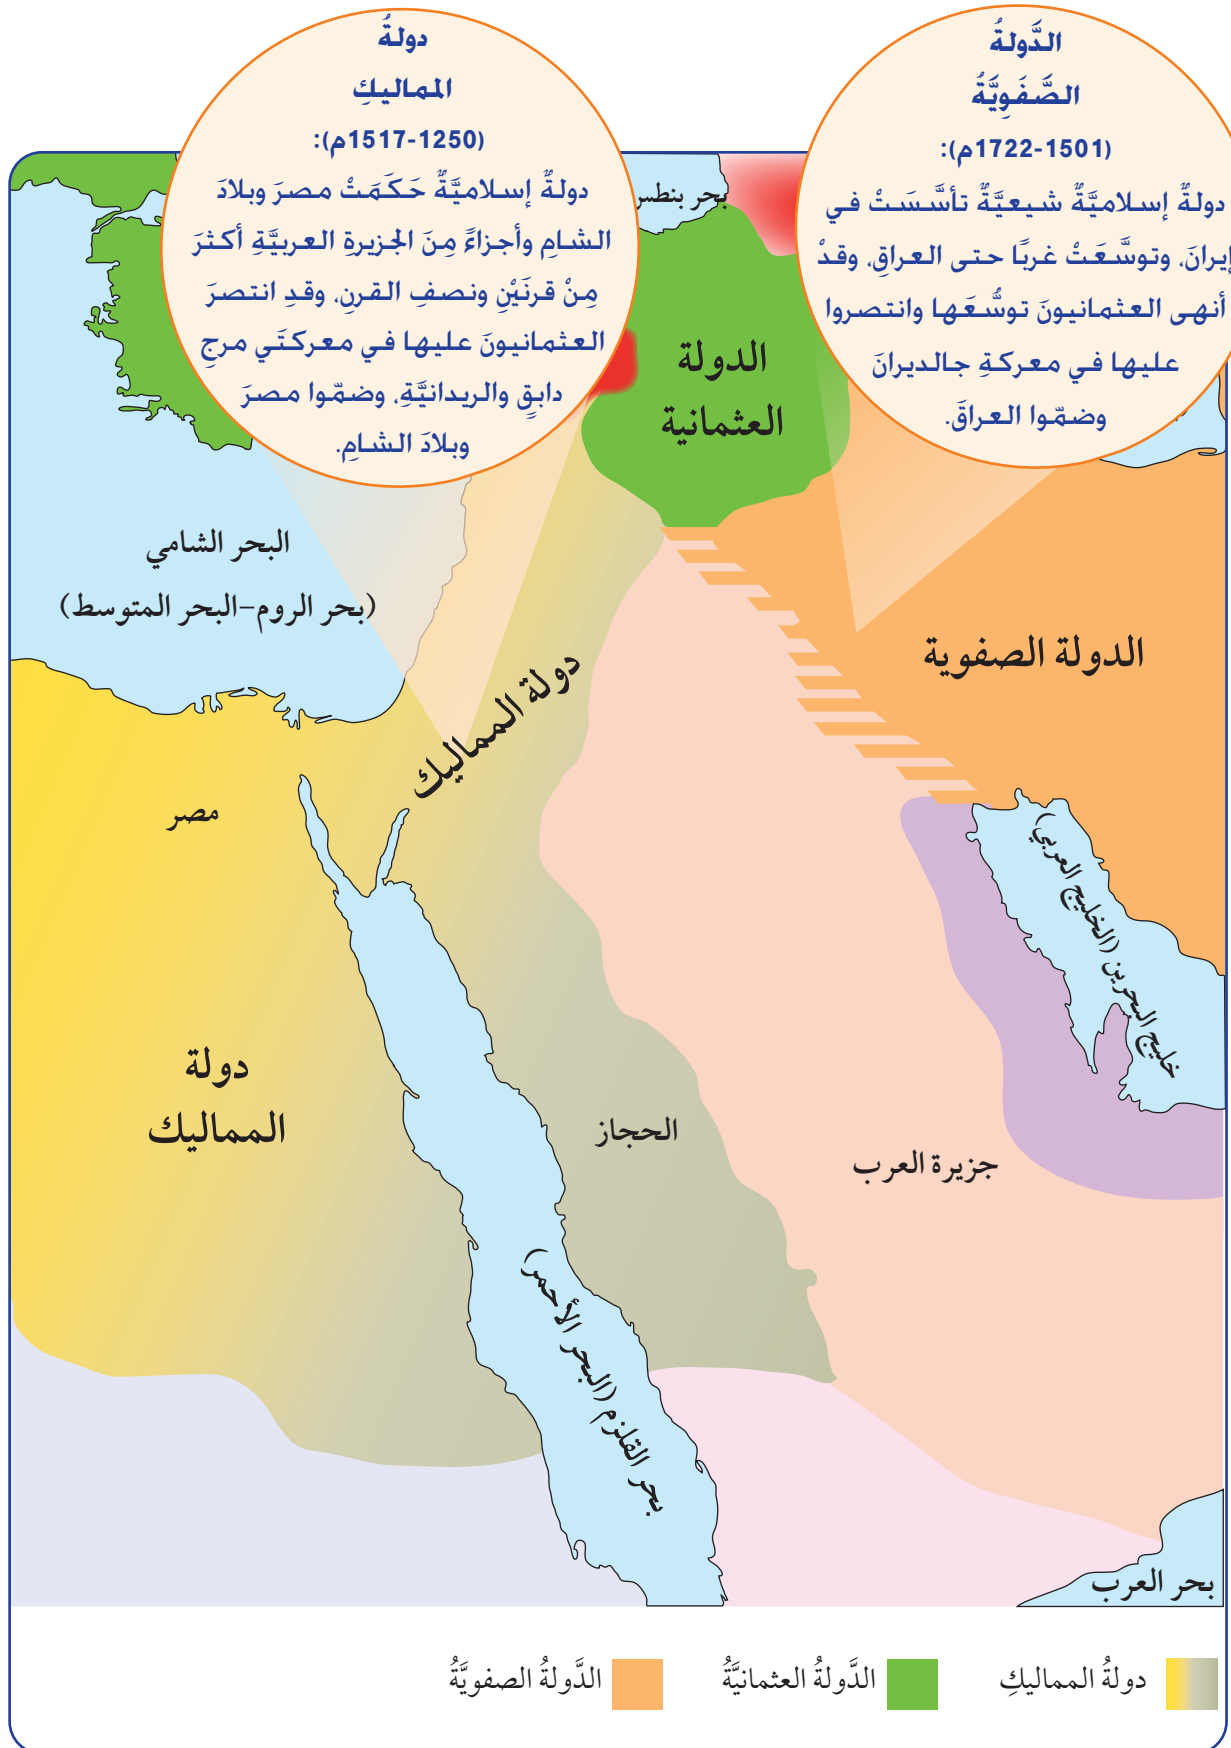 الدَّولةُ
الصَّفَوِيَّةُ
(1501-1722م):
دولةٌ إسلاميَّةٌ شيعيَّةٌ تأسَّسَتْ في
إيرانَ، وتوسَّعَتْ غربًا حتى العراقِ، وقدْ
أنهى العثمانيونَ توسُّعَها وانتصروا
عليها في معركةِ جالديرانَ
وضمّوا العراقَ.
دولةُ
المماليكِ
(1250-1517م):
دولةٌ إسلاميَّةٌ حَكَمَتْ مصرَ وبلادَ
الشامِ وأجزاءً مِنَ الجزيرةِ العربيَّةِ أكثرَ
مِنْ قرنَيْنِ ونصفِ القرنِ، وقدِ انتصرَ
العثمانيونَ عليها في معركتَي مرجِ
دابقٍ والريدانيَّةِ، وضمّوا مصرَ
وبلادَ الشامِ.
بحر بنطس
الدولة
العثمانية
البحر الشامي
(بحر الروم-البحر المتوسط)
الدولة الصفوية
دولة المماليك
مصر
خليج البحرين (الخليج العربي)
دولة
المماليك
الحجاز
جزيرة العرب
بحر القلزم (البحر الأحمر)
بحر العرب
دولةُ المماليكِ
الدَّولةُ العثمانيَّةُ
الدَّولةُ الصفويَّةُ